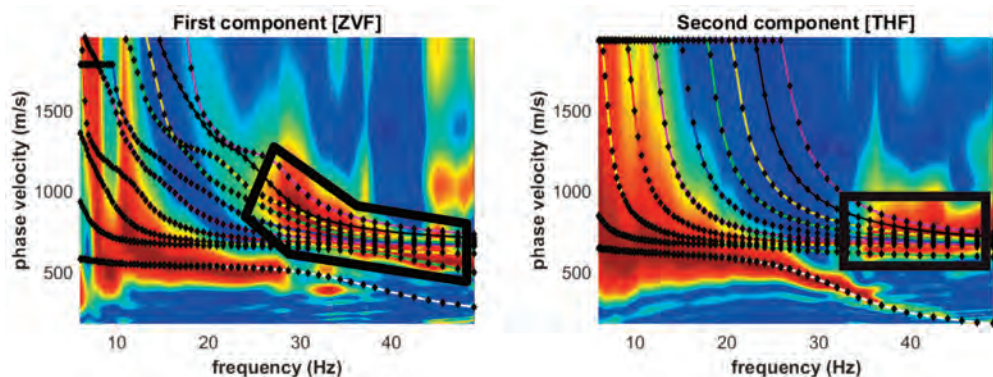 First component [ZVF]
1500
1000
500
phase velocity (m/s)
10
20
30
40
frequency (Hz)
Second component [THF]
1500
1000
500
phase velocity (m/s)
10
20
30
40
frequency (Hz)